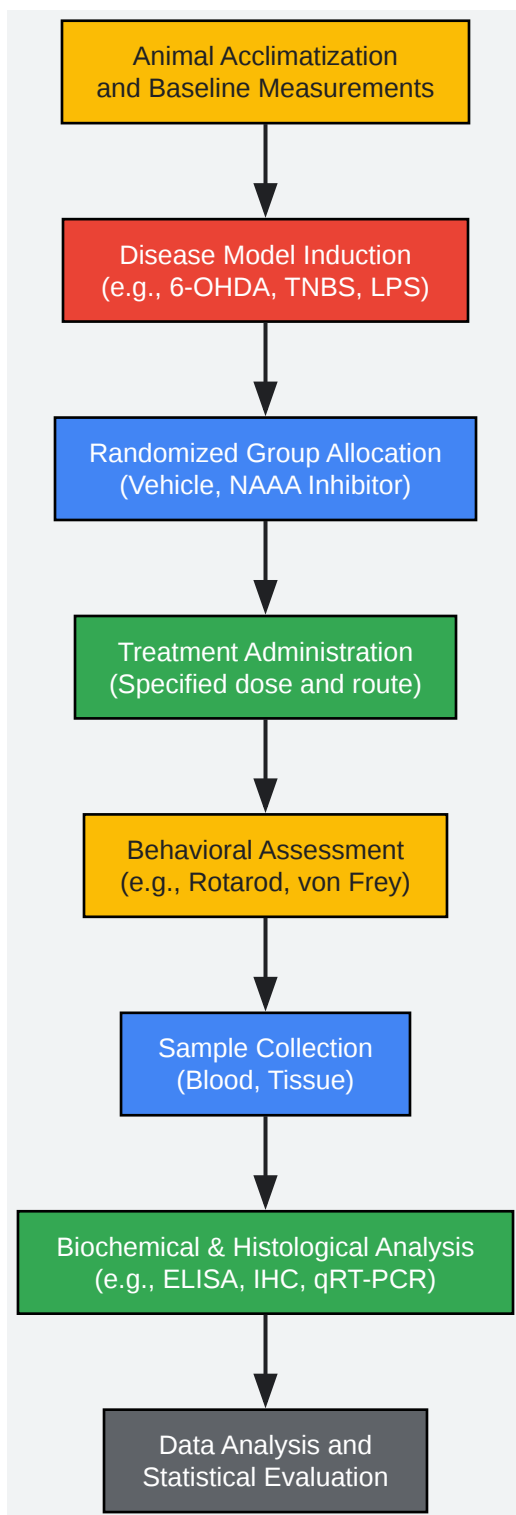 Animal Acclimatization
and Baseline Measurements
Disease Model Induction
(e.g., 6-OHDA, TNBS, LPS)
Randomized Group Allocation
(Vehicle, NAAA Inhibitor)
Treatment Administration
(Specified dose and route)
Behavioral Assessment
(e.g., Rotarod, von Frey)
Sample Collection
(Blood, Tissue)
Biochemical & Histological Analysis
(e.g., ELISA, IHC, qRT-PCR)
Data Analysis and
Statistical Evaluation